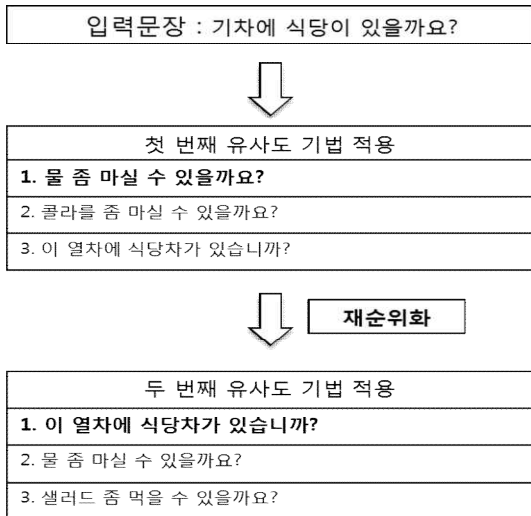 입력문장 : 기차에 식당이 있을까요?
첫 번째 유사도 기법 적용
1. 물 좀 마실 수 있을까요?
2. 콜라를 좀 마실 수 있을까요?
3. 이 열차에 식당차가 있습니까?
재순위화
두 번째 유사도 기법 적용
1. 이 열차에 식당차가 있습니까?
2. 물 좀 마실 수 있을까요?
3. 샐러드 좀 먹을 수 있을까요?